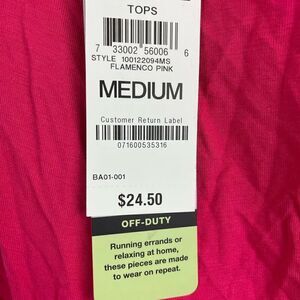 TOPS
7 33002 56006 6
STYLE 100122094MS
FLAMENCO PINK
MEDIUM
Customer Return Label
071600535316
BA01-001
$24.50
OFF-DUTY
Running errands or
relaxing at home,
these pieces are made
to wear on repeat.